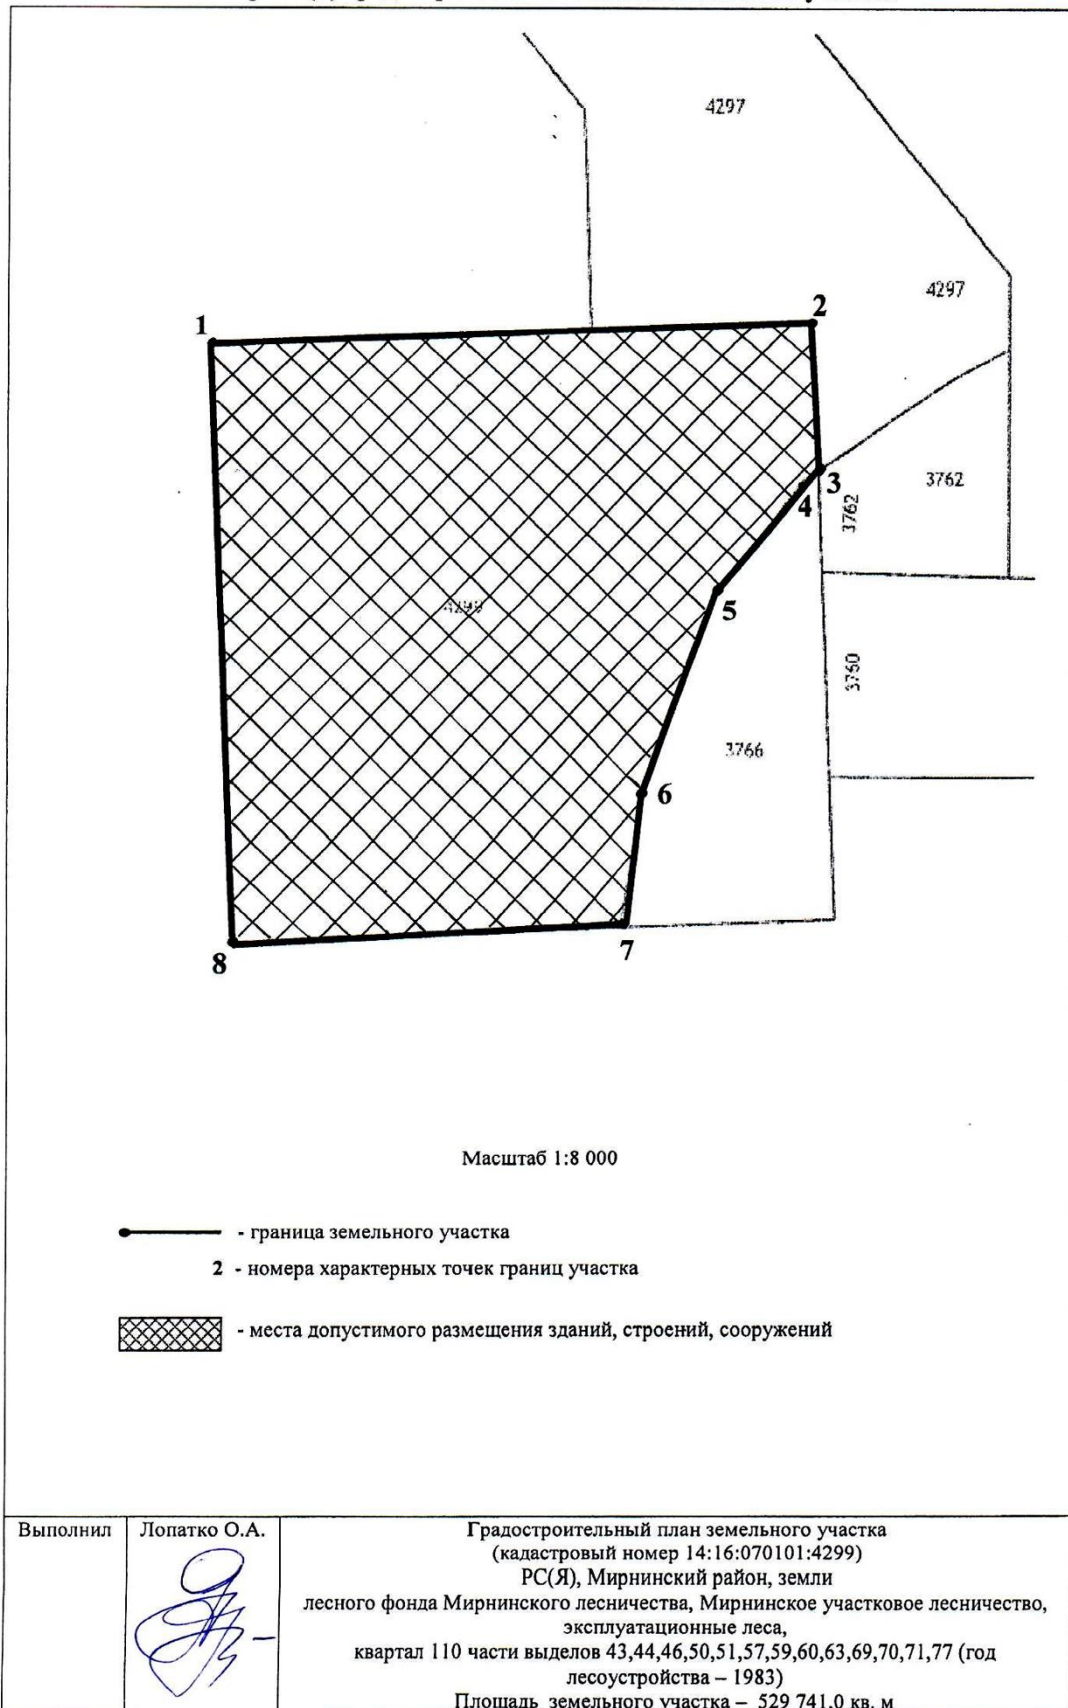 4297
4297
1
2
3
4
3762
3762
5
4299
3760
3766
6
7
8
Масштаб 1:8 000
- граница земельного участка
2 - номера характерных точек границ участка
- места допустимого размещения зданий, строений, сооружений
Выполнил
Лопатко О.А.
Градостроительный план земельного участка
(кадастровый номер 14:16:070101:4299)
РС(Я), Мирнинский район, земли
лесного фонда Мирнинского лесничества, Мирнинское участковое лесничество,
эксплуатационные леса,
квартал 110 части выделов 43,44,46,50,51,57,59,60,63,69,70,71,77 (год
лесоустройства – 1983)
Площадь земельного участка – 529 741,0 кв. м